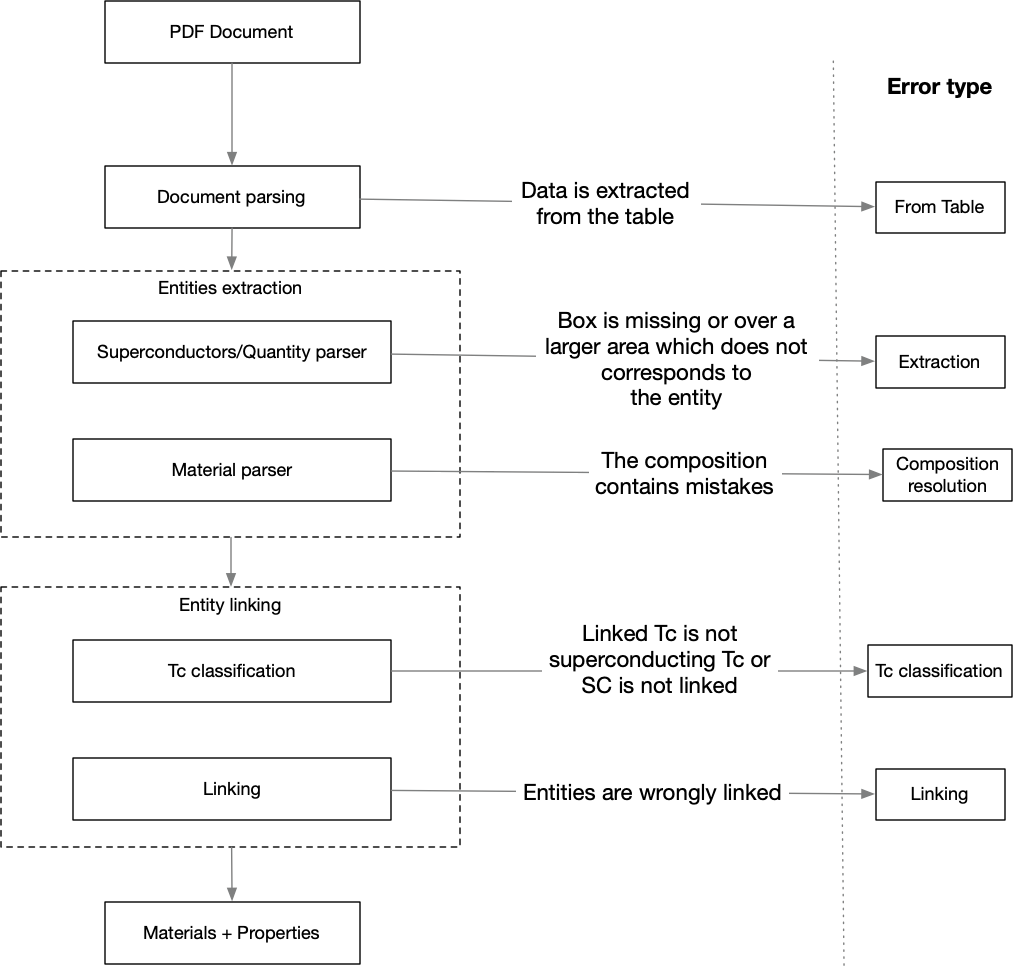 PDF Document
Error type
Document parsing
Data is extracted
from the table
From Table
Entities extraction
Superconductors/Quantity parser
Box is missing or over a
larger area which does not
corresponds to
the entity
Extraction
Material parser
The composition
contains mistakes
Composition
resolution
Entity linking
Tc classification
Linked Tc is not
superconducting Tc or
SC is not linked
Tc classification
Linking
Entities are wrongly linked
Linking
Materials + Properties